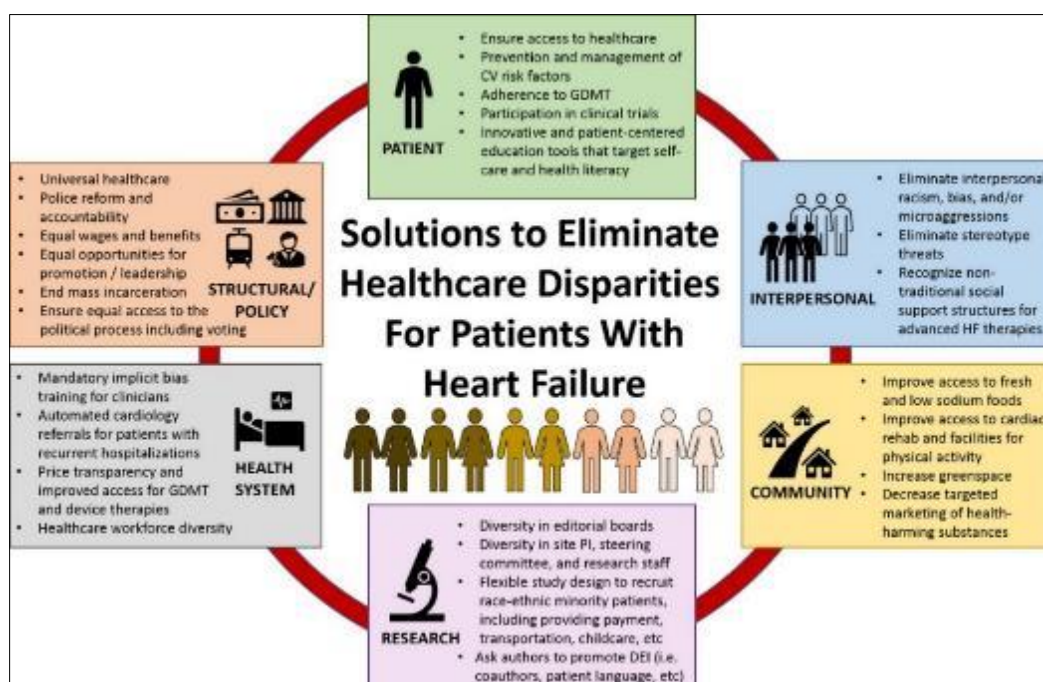 • Ensure access to healthcare
• Prevention and management of
CV risk factors
• Adherence to GDMT
• Participation in clinical trials
• Innovative and patient-centered
education tools that target self-
care and health literacy
PATIENT
• Universal healthcare
• Police reform and
accountability
• Equal wages and benefits
• Equal opportunities for
promotion / leadership
• End mass incarceration
• Ensure equal access to the
political process including voting
STRUCTURAL/
POLICY
Solutions to Eliminate
Healthcare Disparities
For Patients With
Heart Failure
• Eliminate interpersonal
racism, bias, and/or
microaggressions
• Eliminate stereotype
threats
• Recognize non-
traditional social
support structures for
advanced HF therapies
INTERPERSONAL
• Mandatory implicit bias
training for clinicians
• Automated cardiology
referrals for patients with
recurrent hospitalizations
• Price transparency and
improved access for GDMT
and device therapies
• Healthcare workforce diversity
HEALTH
SYSTEM
• Improve access to fresh
and low sodium foods
• Improve access to cardiac
rehab and facilities for
physical activity
• Increase greenspace
• Decrease targeted
marketing of health-
harming substances
COMMUNITY
• Diversity in editorial boards
• Diversity in site PI, steering
committee, and research staff
• Flexible study design to recruit
race-ethnic minority patients,
including providing payment,
transportation, childcare, etc
• Ask authors to promote DEI (i.e.
coauthors, patient language, etc)
RESEARCH